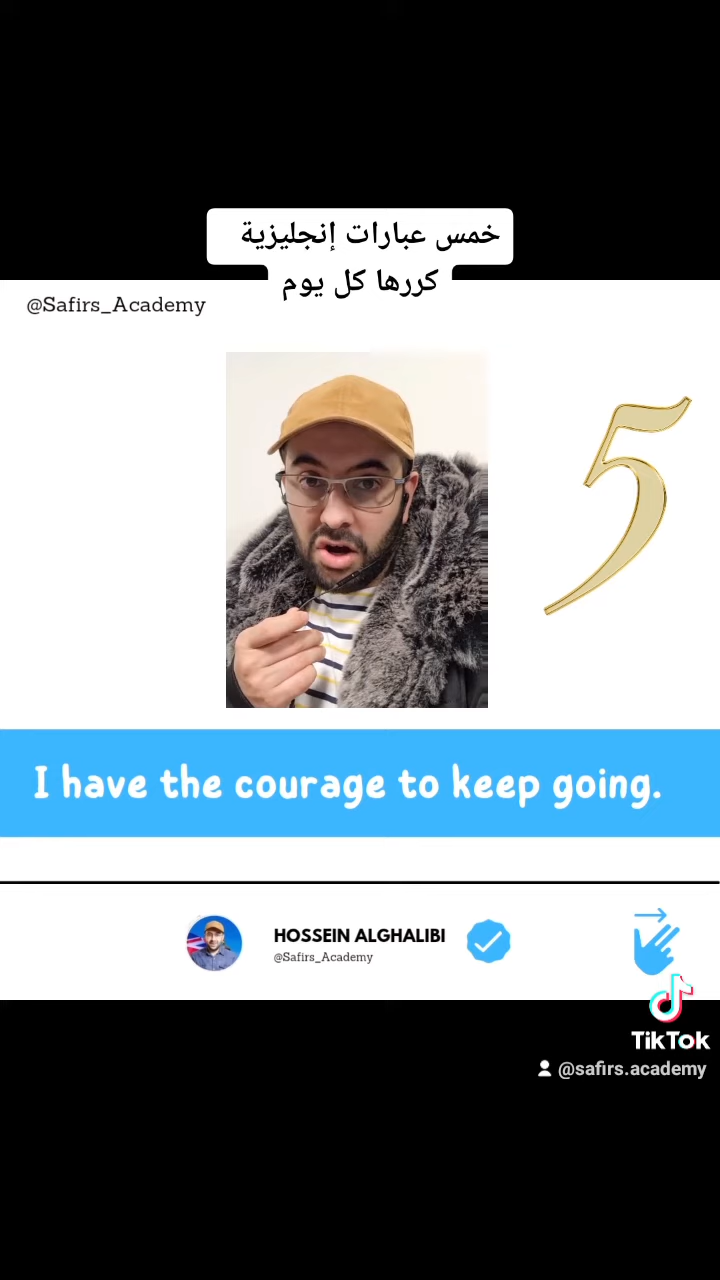 خمس عبارات إنجليزية
كررها كل يوم
@Safirs_Academy
5
I have the courage to keep going.
HOSSEIN ALGHALIBI
@Safirs_Academy
TikTok
@safirs.academy